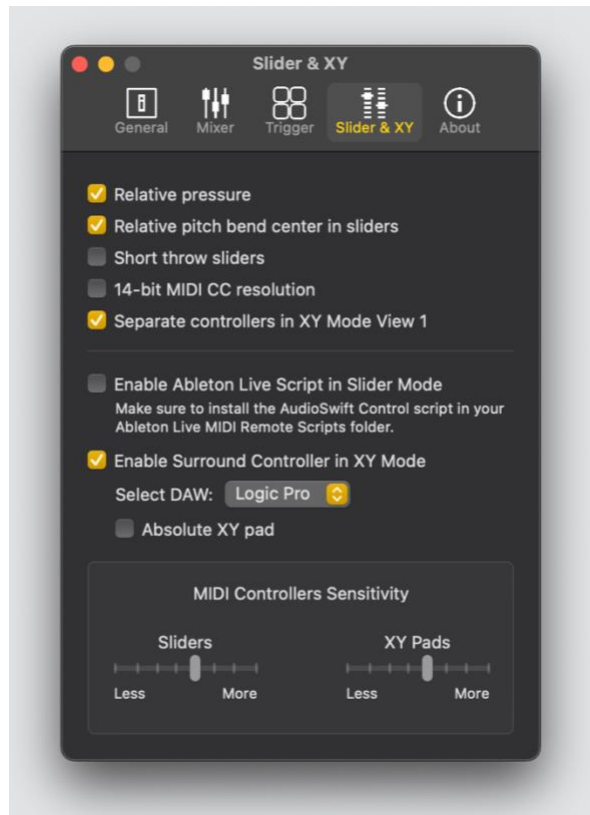 Slider & XY
General Mixer Trigger Slider & XY About
Relative pressure
Relative pitch bend center in sliders
Short throw sliders
14-bit MIDI CC resolution
Separate controllers in XY Mode View 1
Enable Ableton Live Script in Slider Mode
Make sure to install the AudioSwift Control script in your
Ableton Live MIDI Remote Scripts folder.
Enable Surround Controller in XY Mode
Select DAW: Logic Pro
Absolute XY pad
MIDI Controllers Sensitivity
Sliders XY Pads
Less More Less More